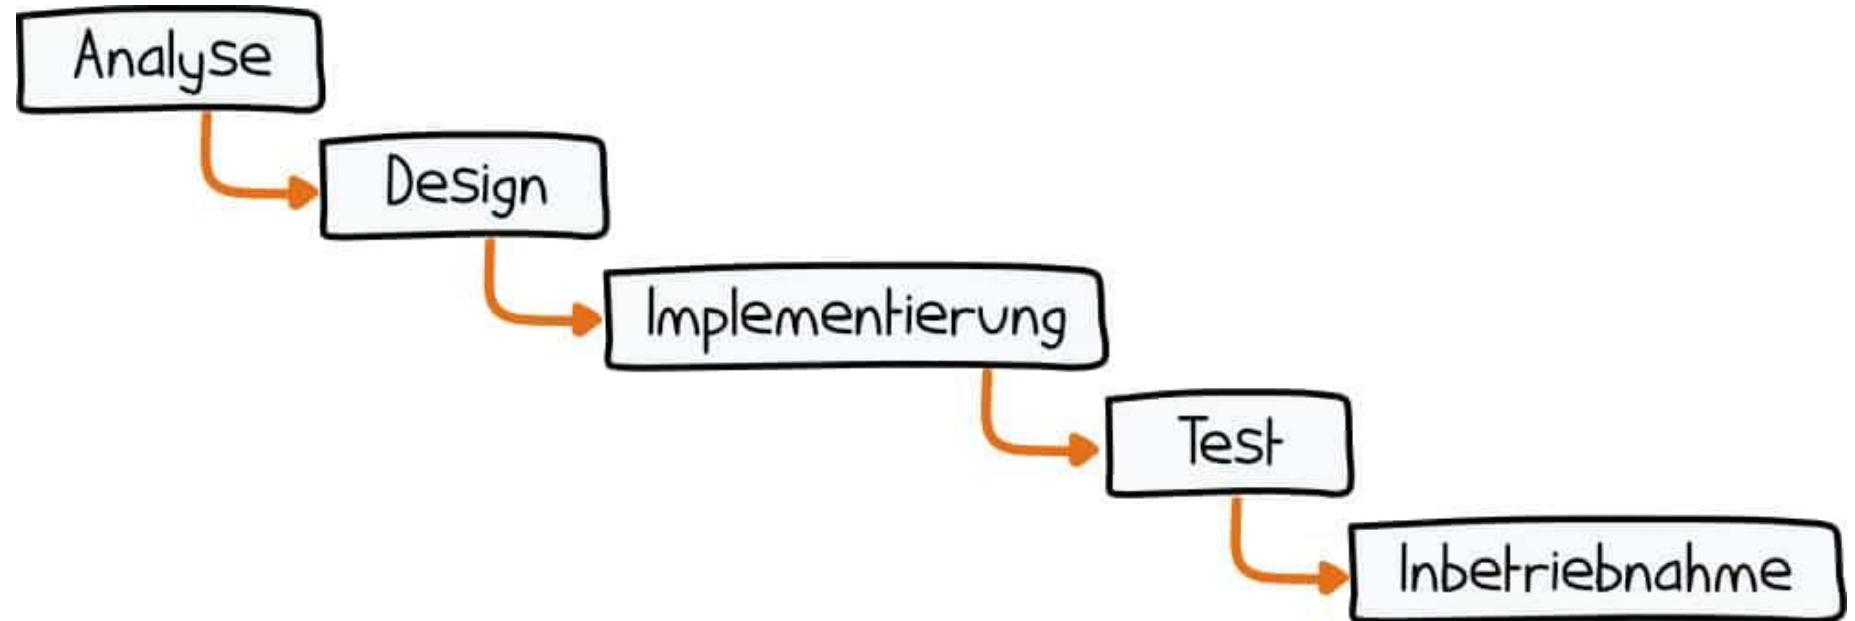 Analyse
Design
Implementierung
Test
Inbetriebnahme